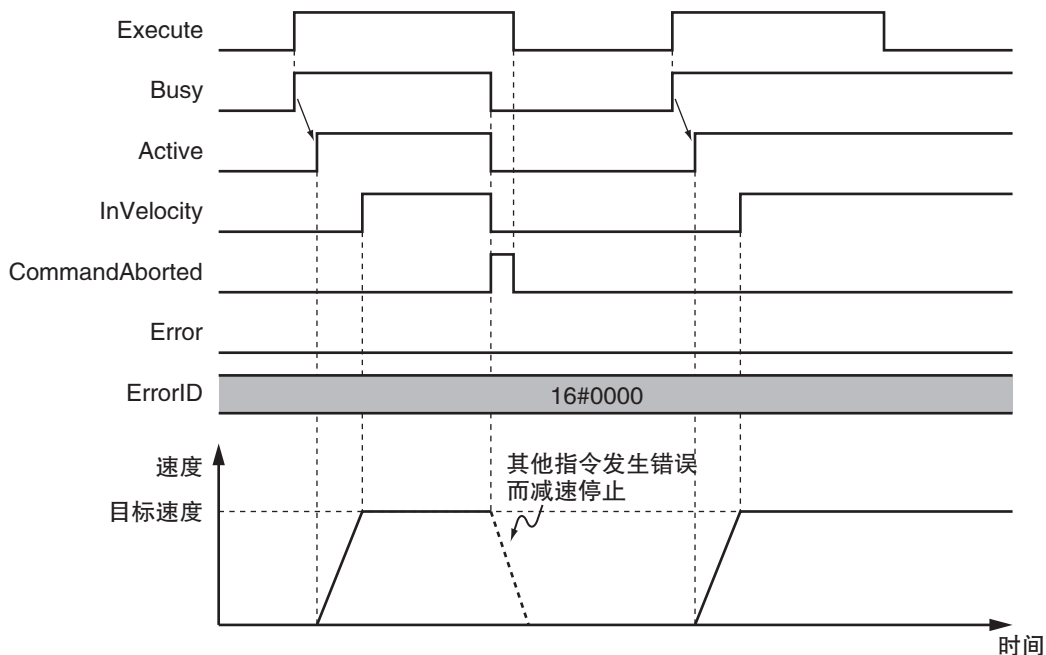 Execute
Busy
Active
InVelocity
CommandAborted
Error
ErrorID
16#0000
速度
其他指令发生错误
而减速停止
目标速度
时间